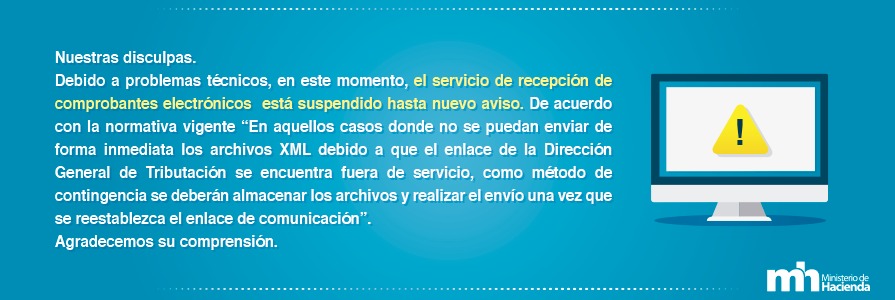 Nuestras disculpas.
Debido a problemas técnicos, en este momento, el servicio de recepción de
comprobantes electrónicos está suspendido hasta nuevo aviso. De acuerdo
con la normativa vigente “En aquellos casos donde no se puedan enviar de
forma inmediata los archivos XML debido a que el enlace de la Dirección
General de Tributación se encuentra fuera de servicio, como método de
contingencia se deberán almacenar los archivos y realizar el envío una vez que
se reestablezca el enlace de comunicación”.
Agradecemos su comprensión.
!
mh Ministerio de
Hacienda